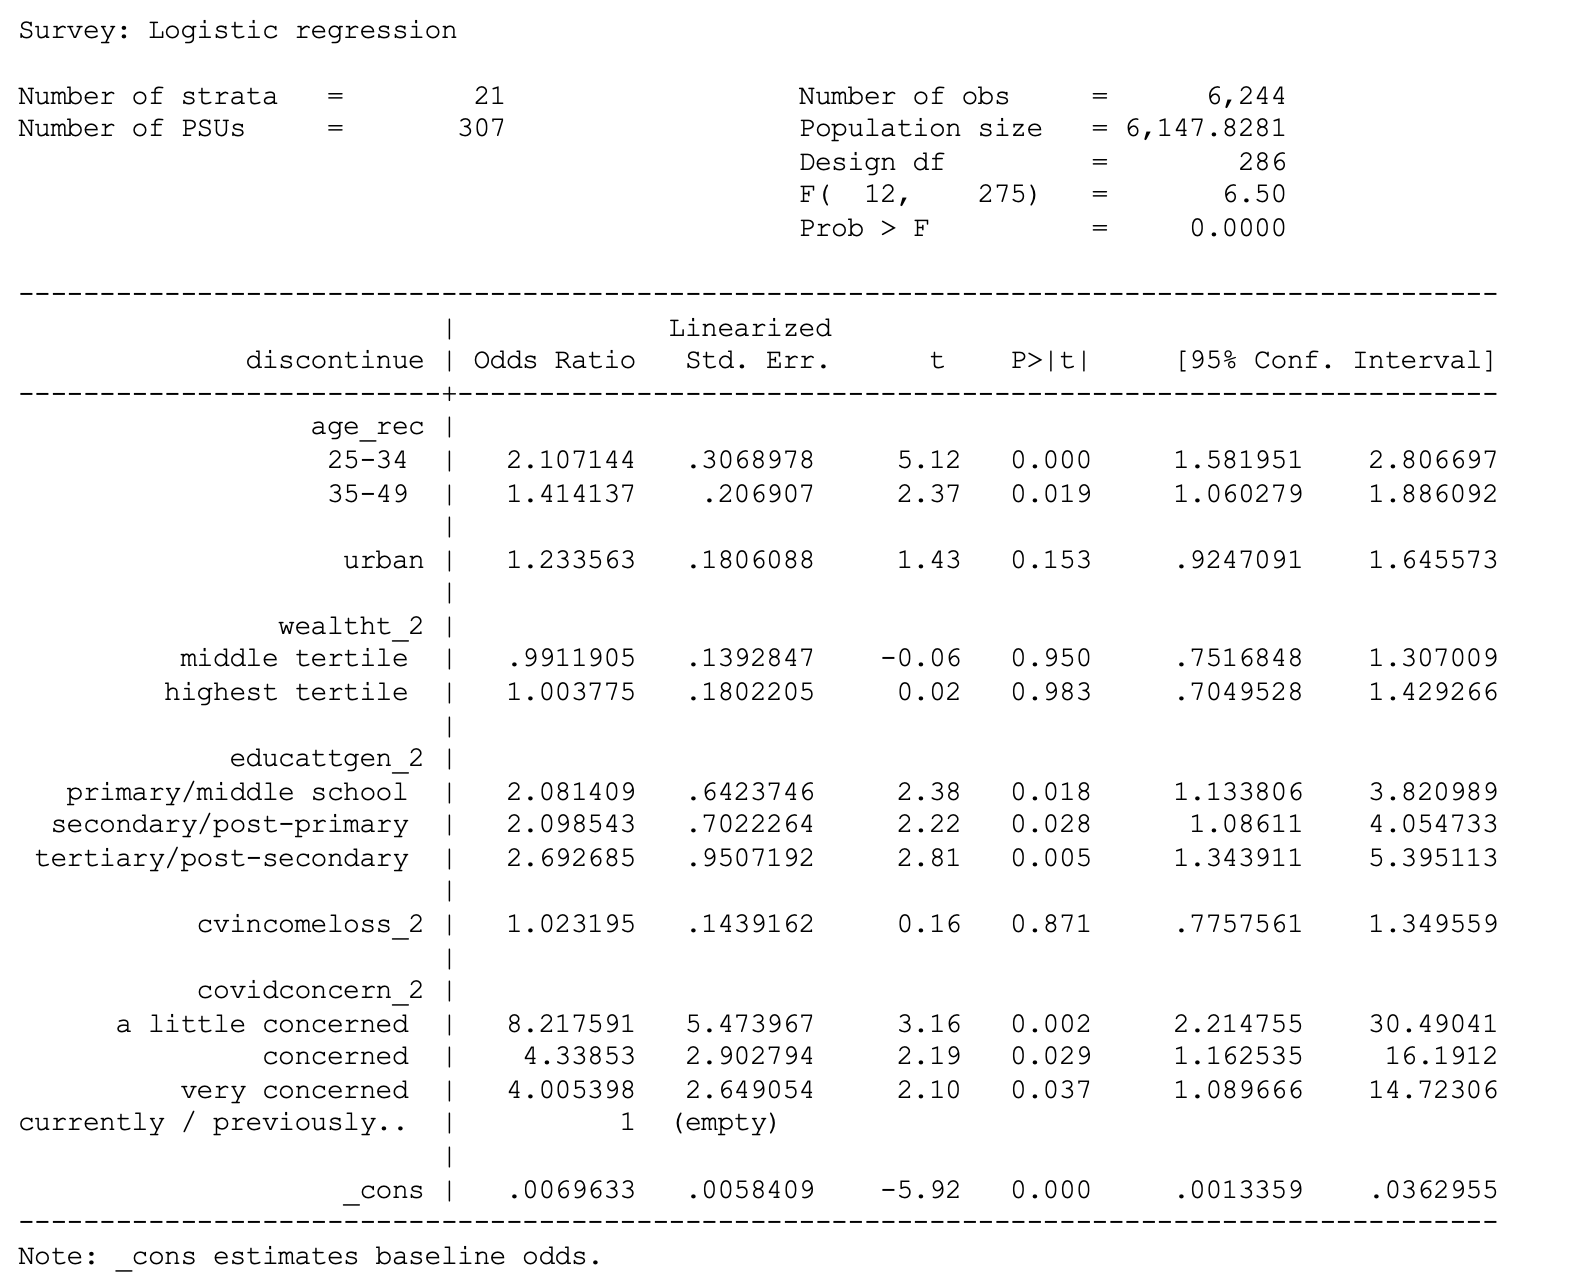 Survey: Logistic regression

Number of strata   =        21                  Number of obs     =      6,244
Number of PSUs     =       307                  Population size   = 6,147.8281
                                                Design df         =        286
                                                F(  12,    275)   =       6.50
                                                Prob > F          =     0.0000

-------------------------------------------------------------------------------------------
                          |             Linearized
               discontinue | Odds Ratio   Std. Err.      t    P>|t|     [95% Conf. Interval]
--------------------------+----------------------------------------------------------------
                   age_rec |
                    25-34  |   2.107144   .3068978     5.12   0.000     1.581951    2.806697
                    35-49  |   1.414137    .206907     2.37   0.019     1.060279    1.886092
                           |
                     urban |   1.233563   .1806088     1.43   0.153     .9247091    1.645573
                           |
                 wealtht_2 |
           middle tertile  |   .9911905   .1392847    -0.06   0.950     .7516848    1.307009
          highest tertile  |   1.003775   .1802205     0.02   0.983     .7049528    1.429266
                           |
              educattgen_2 |
    primary/middle school  |   2.081409   .6423746     2.38   0.018     1.133806    3.820989
   secondary/post-primary  |   2.098543   .7022264     2.22   0.028      1.08611    4.054733
  tertiary/post-secondary  |   2.692685   .9507192     2.81   0.005     1.343911    5.395113
                           |
            cvincomeloss_2 |   1.023195   .1439162     0.16   0.871     .7757561    1.349559
                           |
            covidconcern_2 |
       a little concerned  |   8.217591   5.473967     3.16   0.002     2.214755    30.49041
                concerned  |    4.33853   2.902794     2.19   0.029     1.162535     16.1912
           very concerned  |   4.005398   2.649054     2.10   0.037     1.089666    14.72306
 currently / previously..  |          1  (empty)
                           |
                     _cons |   .0069633   .0058409    -5.92   0.000     .0013359    .0362955
-------------------------------------------------------------------------------------------
Note: _cons estimates baseline odds.